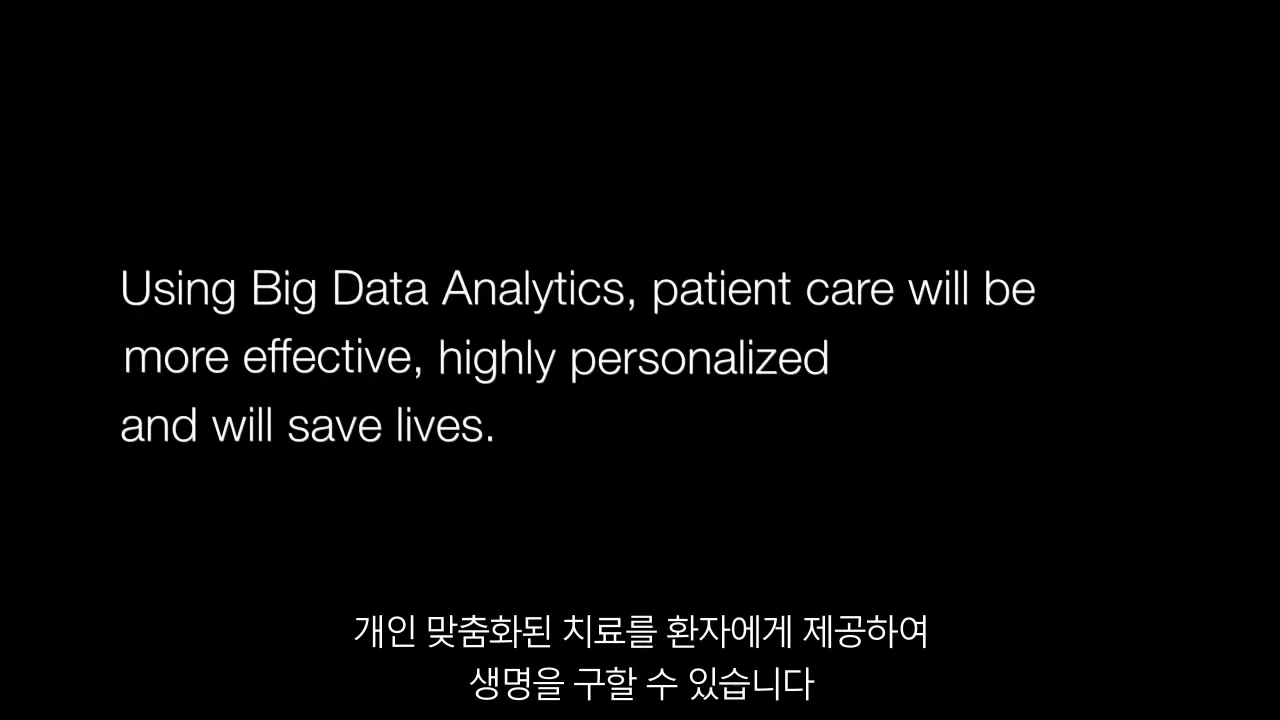 Using Big Data Analytics, patient care will be
more effective, highly personalized
and will save lives.
개인 맞춤화된 치료를 환자에게 제공하여
생명을 구할 수 있습니다